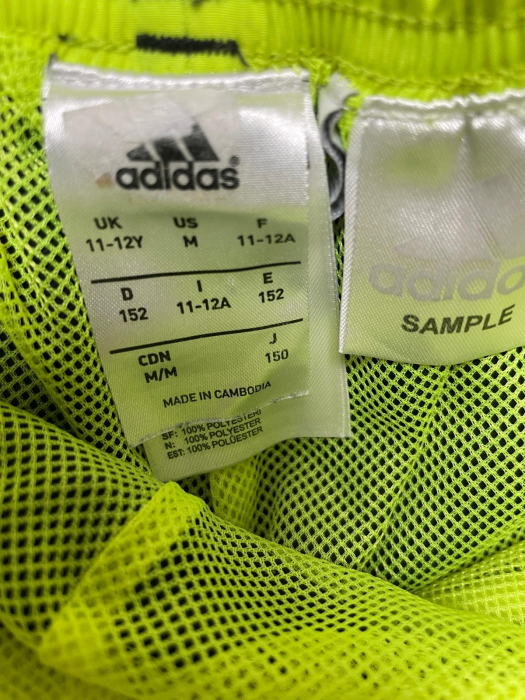 adidas®
UK US F
11-12Y M 11-12A
D I E
152 11-12A 152
CDN J
M/M 150
MADE IN CAMBODIA
SF: 100% POLYESTERI
N: 100% POLYESTER
EST: 100% POLÜESTER
adidas
SAMPLE